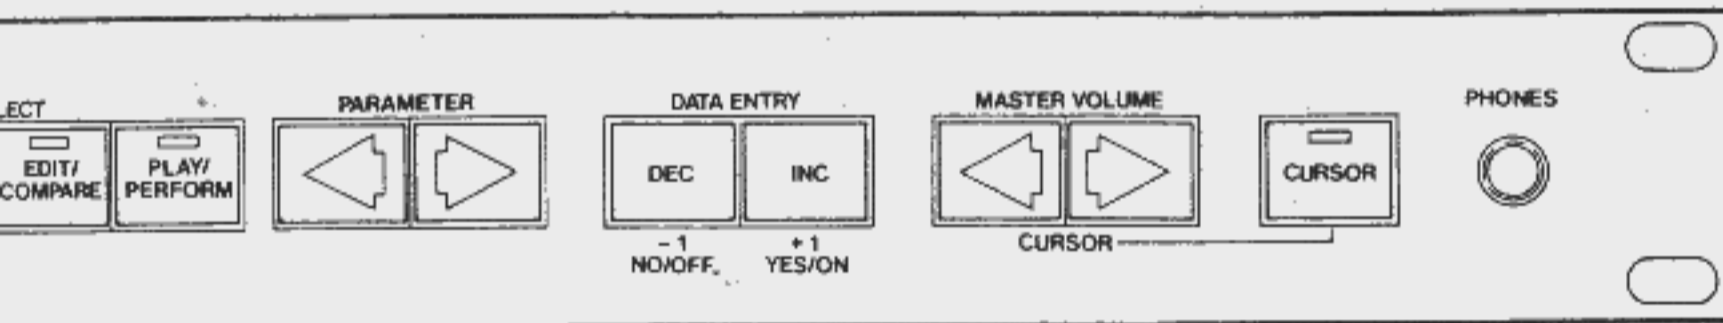 LECT
EDIT/
COMPARE
PLAY/
PERFORM
PARAMETER
DATA ENTRY
DEC
INC
- 1
NO/OFF
+ 1
YES/ON
MASTER VOLUME
CURSOR
CURSOR
PHONES